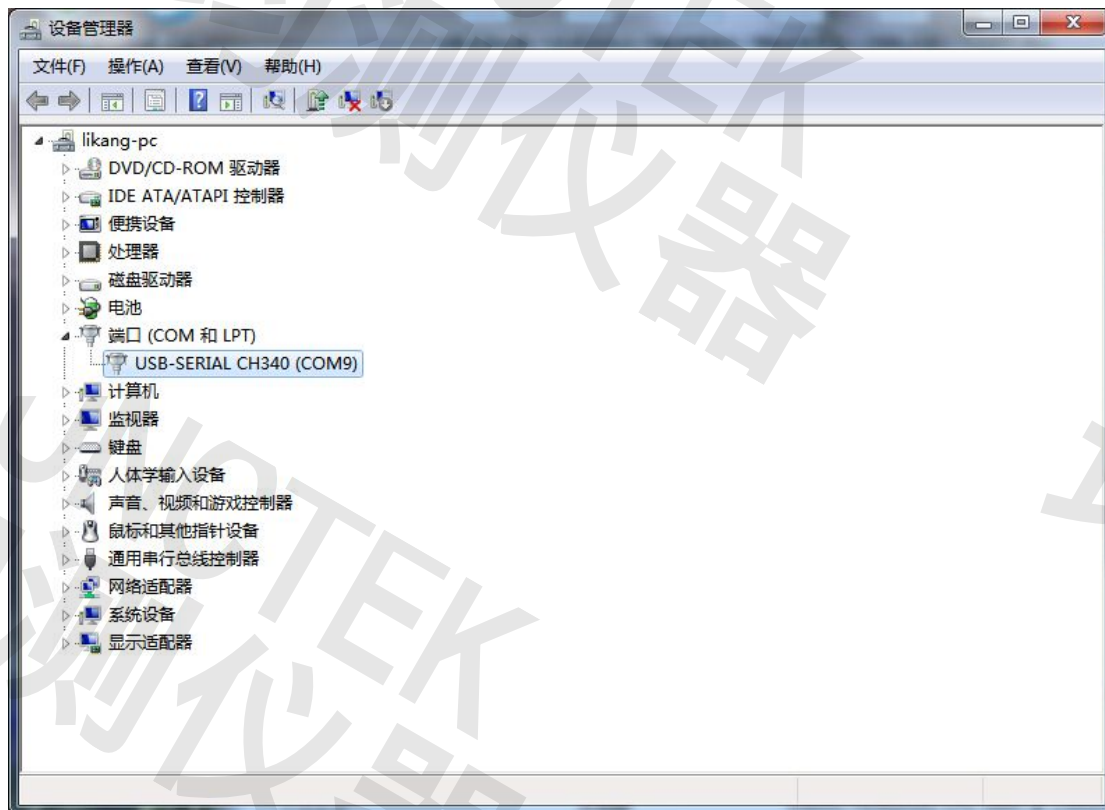 设备管理器
文件(F) 操作(A) 查看(V) 帮助(H)
likang-pc
DVD/CD-ROM 驱动器
IDE ATA/ATAPI 控制器
便携设备
处理器
磁盘驱动器
电池
端口 (COM 和 LPT)
USB-SERIAL CH340 (COM9)
计算机
监视器
键盘
人体学输入设备
声音、视频和游戏控制器
鼠标和其他指针设备
通用串行总线控制器
网络适配器
系统设备
显示适配器
UNCTEK
测仪器